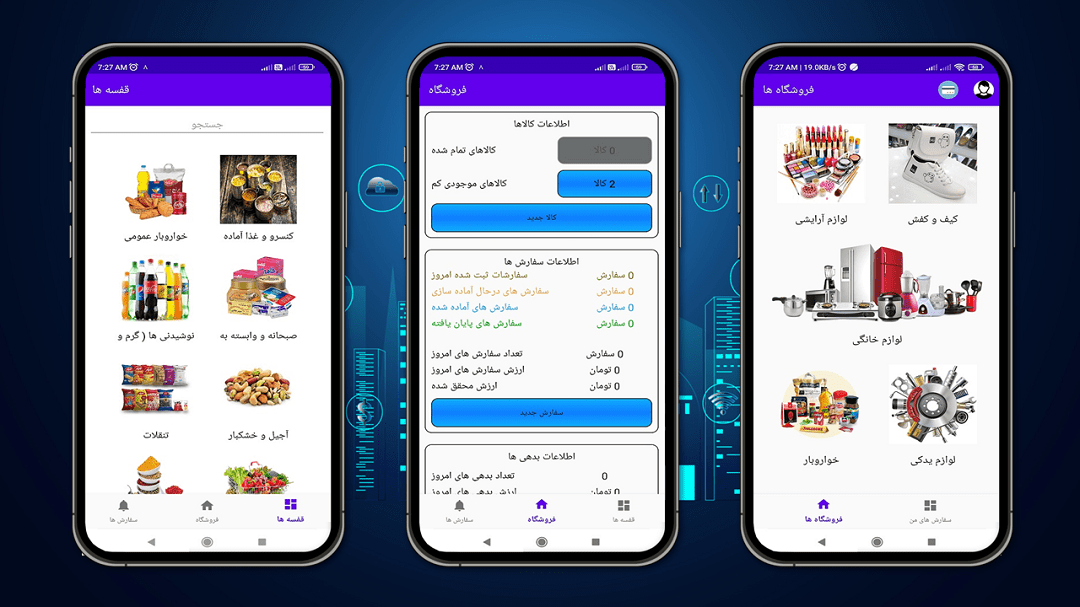 7:27 AM
قفسه ها
جستجو
کنسرو و غذا آماده
خواروبار عمومی
صبحانه و وابسته به
نوشیدنی ها ( گرم و
آجیل و خشکبار
تنقلات
قفسه ها
فروشگاه
سفارش ها
7:27 AM
فروشگاه
اطلاعات کالاها
کالاهای تمام شده
0 کالا
کالاهای موجودی کم
2 کالا
کالا جدید
اطلاعات سفارش ها
سفارشات ثبت شده امروز
0 سفارش
سفارش های درحال آماده سازی
0 سفارش
سفارش های آماده شده
0 سفارش
سفارش های پایان یافته
0 سفارش
تعداد سفارش های امروز
0 سفارش
ارزش سفارش های امروز
0 تومان
ارزش محقق شده
0 تومان
سفارش جدید
اطلاعات بدهی ها
تعداد بدهی های امروز
0
ارزش بدهی های امروز
0 تومان
قفسه ها
فروشگاه
سفارش ها
7:27 AM | 19.0KB/s
فروشگاه ها
کیف و کفش
لوازم آرایشی
لوازم خانگی
لوازم یدکی
خواروبار
سفارش های من
فروشگاه ها